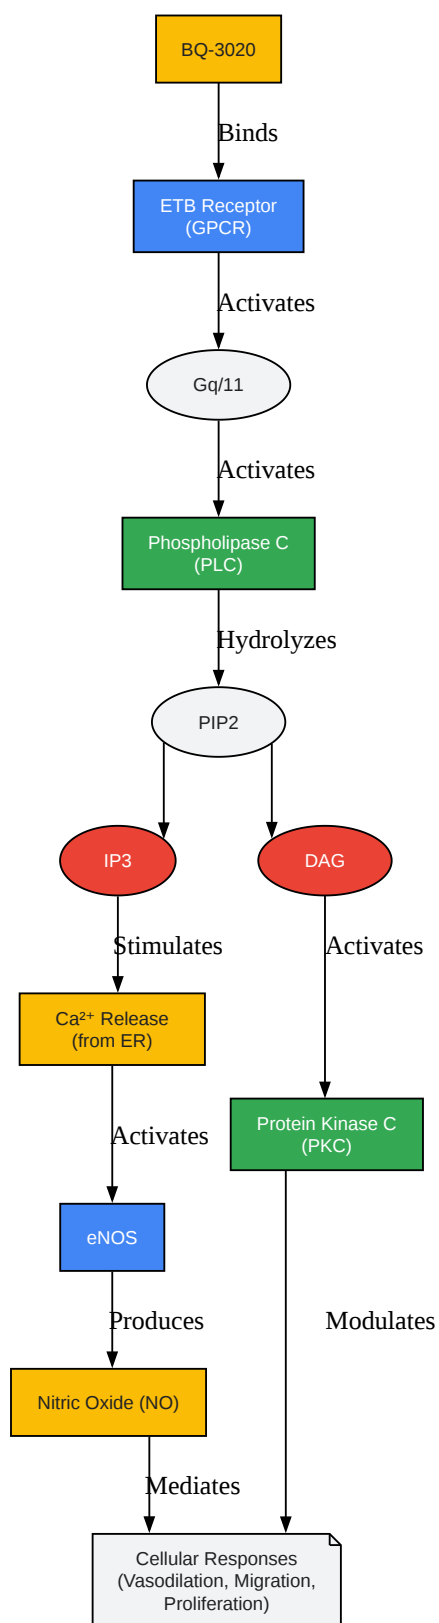 BQ-3020
Binds
ETB Receptor
(GPCR)
Activates
Gq/11
Activates
Phospholipase C
(PLC)
Hydrolyzes
PIP2
IP3
DAG
Stimulates
Activates
Ca²⁺ Release
(from ER)
Activates
Protein Kinase C
(PKC)
eNOS
Produces
Modulates
Nitric Oxide (NO)
Mediates
Cellular Responses
(Vasodilation, Migration,
Proliferation)